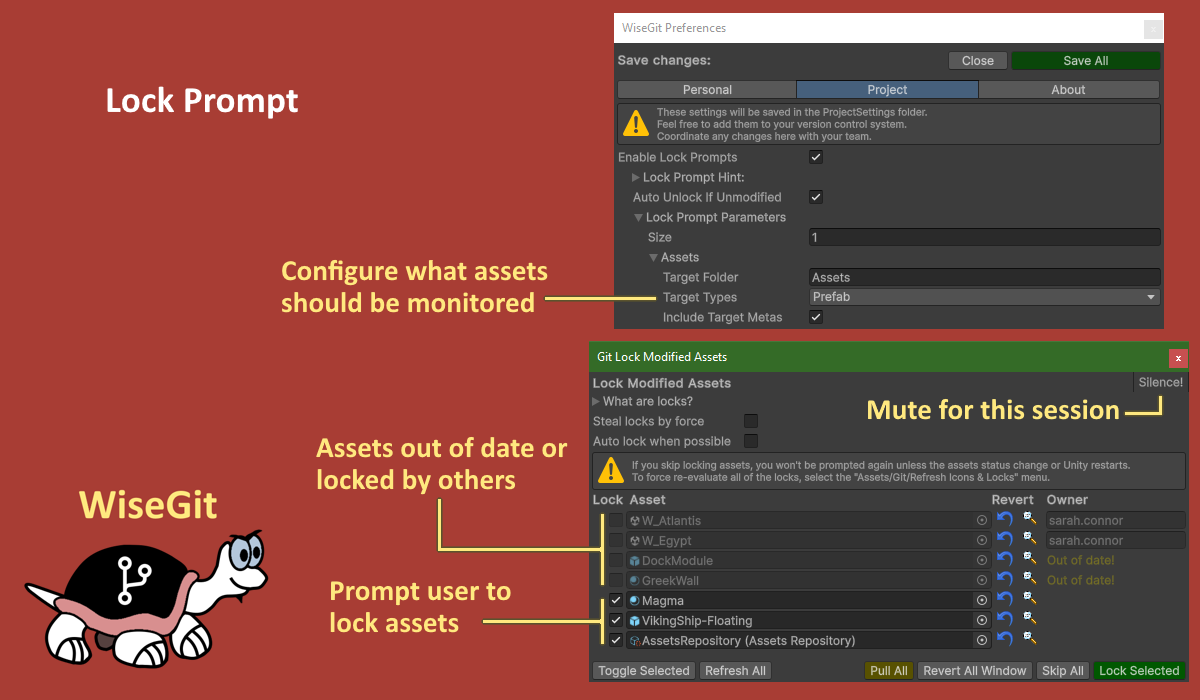 Lock Prompt
WiseGit Preferences
x
Save changes:
Close
Save All
Personal
Project
About
These settings will be saved in the ProjectSettings folder.
Feel free to add them to your version control system.
Coordinate any changes here with your team.
Enable Lock Prompts
Lock Prompt Hint:
Auto Unlock If Unmodified
Lock Prompt Parameters
Size
1
Assets
Target Folder
Assets
Target Types
Prefab
Include Target Metas
Configure what assets
should be monitored
Git Lock Modified Assets
x
Lock Modified Assets
Silence!
What are locks?
Steal locks by force
Auto lock when possible
Mute for this session
If you skip locking assets, you won't be prompted again unless the assets status change or Unity restarts.
To force re-evaluate all of the locks, select the "Assets/Git/Refresh Icons & Locks" menu.
Lock Asset Revert Owner
W_Atlantis sarah.connor
W_Egypt sarah.connor
DockModule Out of date!
GreekWall Out of date!
Magma
VikingShip-Floating
AssetsRepository (Assets Repository)
Toggle Selected
Refresh All
Pull All
Revert All Window
Skip All
Lock Selected
Assets out of date or
locked by others
Prompt user to
lock assets
WiseGit